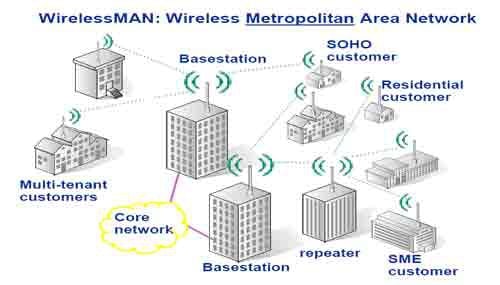 WirelessMAN: Wireless Metropolitan Area Network
Basestation
SOHO
customer
Residential
customer
Multi-tenant
customers
Core
network
Basestation
repeater
SME
customer